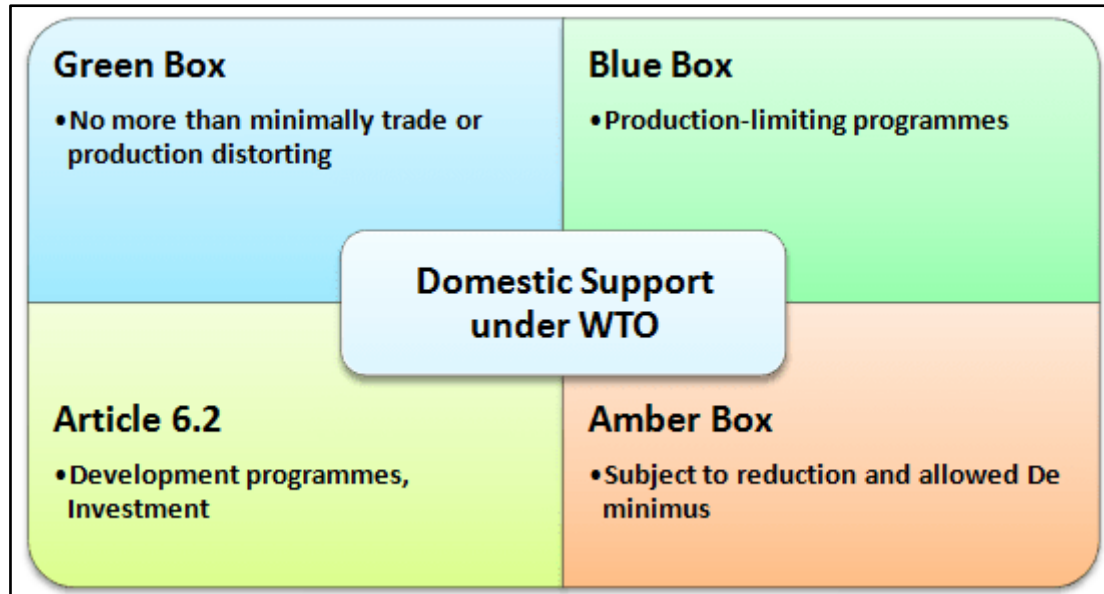 Green Box
•No more than minimally trade or
production distorting
Blue Box
•Production-limiting programmes
Domestic Support
under WTO
Article 6.2
•Development programmes,
Investment
Amber Box
•Subject to reduction and allowed De
minimus